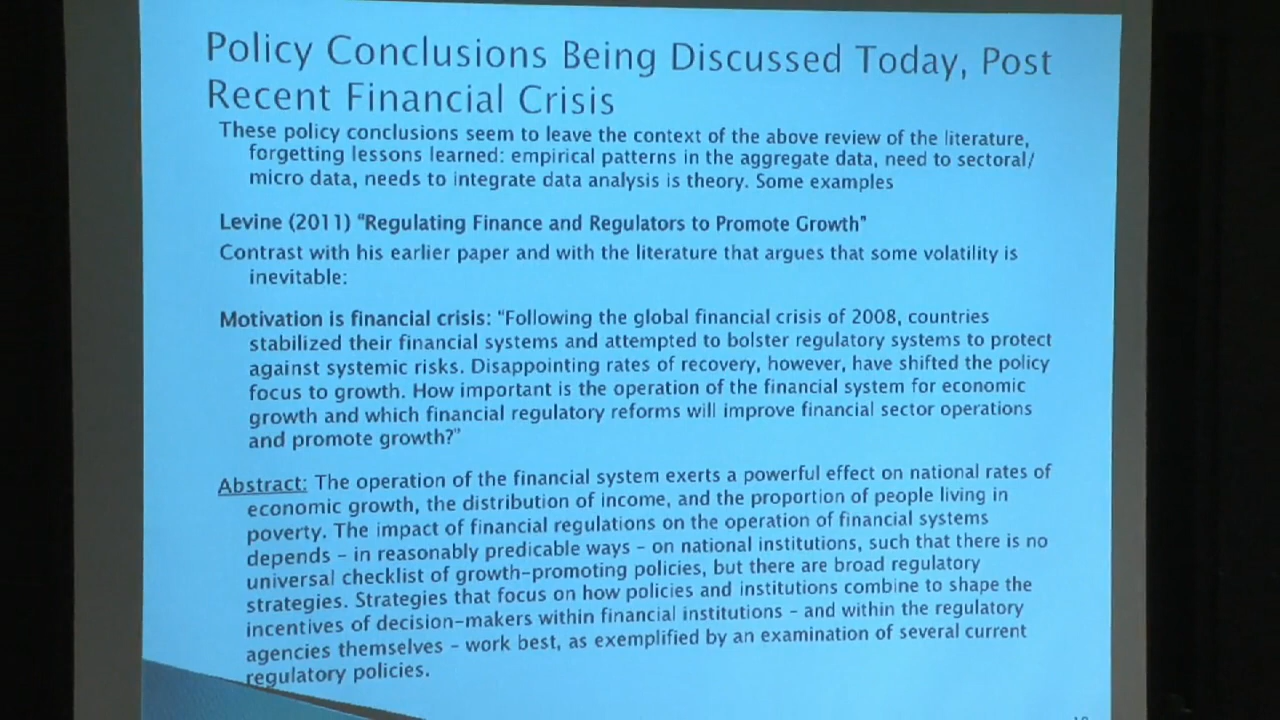 Policy Conclusions Being Discussed Today, Post
Recent Financial Crisis
These policy conclusions seem to leave the context of the above review of the literature,
forgetting lessons learned: empirical patterns in the aggregate data, need to sectoral/
micro data, needs to integrate data analysis is theory. Some examples
Levine (2011) "Regulating Finance and Regulators to Promote Growth"
Contrast with his earlier paper and with the literature that argues that some volatility is
inevitable:
Motivation is financial crisis: "Following the global financial crisis of 2008, countries
stabilized their financial systems and attempted to bolster regulatory systems to protect
against systemic risks. Disappointing rates of recovery, however, have shifted the policy
focus to growth. How important is the operation of the financial system for economic
growth and which financial regulatory reforms will improve financial sector operations
and promote growth?"
Abstract: The operation of the financial system exerts a powerful effect on national rates of
economic growth, the distribution of income, and the proportion of people living in
poverty. The impact of financial regulations on the operation of financial systems
depends – in reasonably predicable ways – on national institutions, such that there is no
universal checklist of growth-promoting policies, but there are broad regulatory
strategies. Strategies that focus on how policies and institutions combine to shape the
incentives of decision-makers within financial institutions – and within the regulatory
agencies themselves – work best, as exemplified by an examination of several current
regulatory policies.